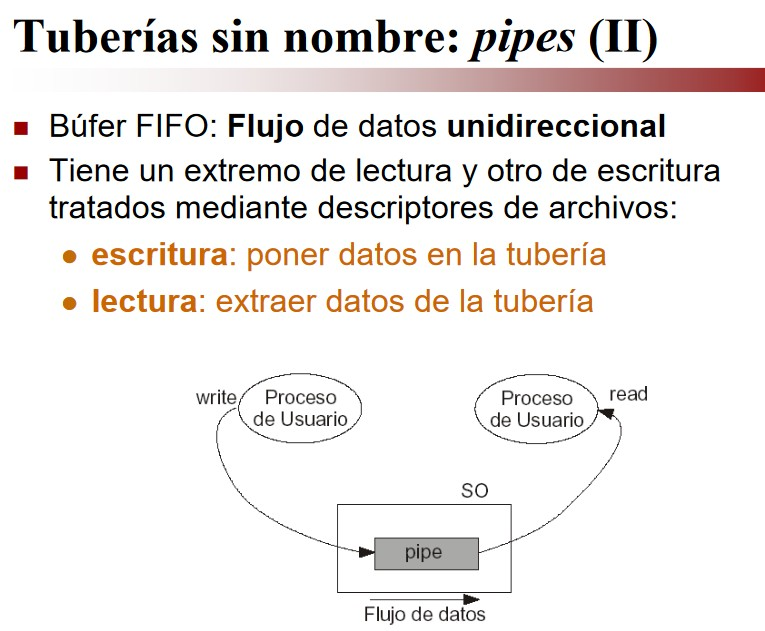 Tuberías sin nombre: pipes (II)
Búfer FIFO: Flujo de datos unidireccional
Tiene un extremo de lectura y otro de escritura
tratados mediante descriptores de archivos:
escritura: poner datos en la tubería
lectura: extraer datos de la tubería
write
Proceso
de Usuario
Proceso
de Usuario
read
SO
pipe
Flujo de datos